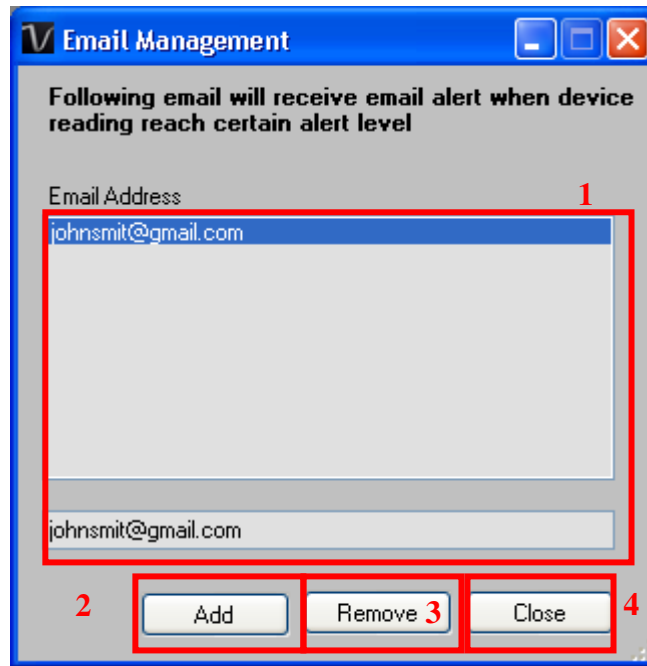 Email Management
Following email will receive email alert when device
reading reach certain alert level
Email Address
1
johnsmit@gmail.com
johnsmit@gmail.com
2 Add Remove 3 Close 4